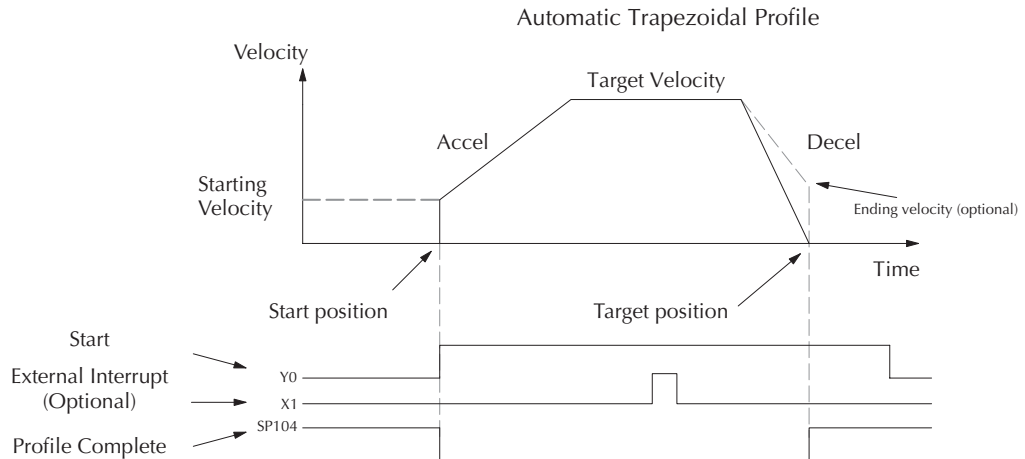 Automatic Trapezoidal Profile
Velocity
Target Velocity
Accel
Decel
Starting
Velocity
Ending velocity (optional)
Time
Start position
Target position
Start
External Interrupt
(Optional)
Profile Complete
Y0
X1
SP104